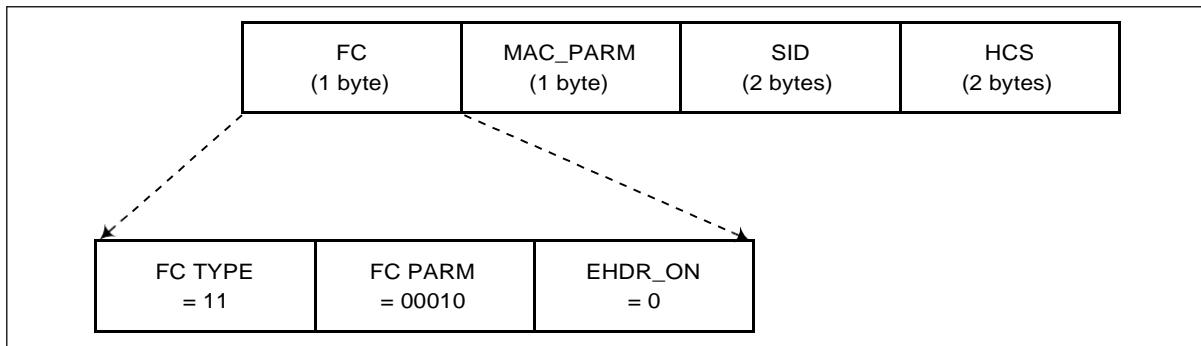 FC
(1 byte)
MAC_PARM
(1 byte)
SID
(2 bytes)
HCS
(2 bytes)
FC TYPE
= 11
FC PARM
= 00010
EHDR_ON
= 0